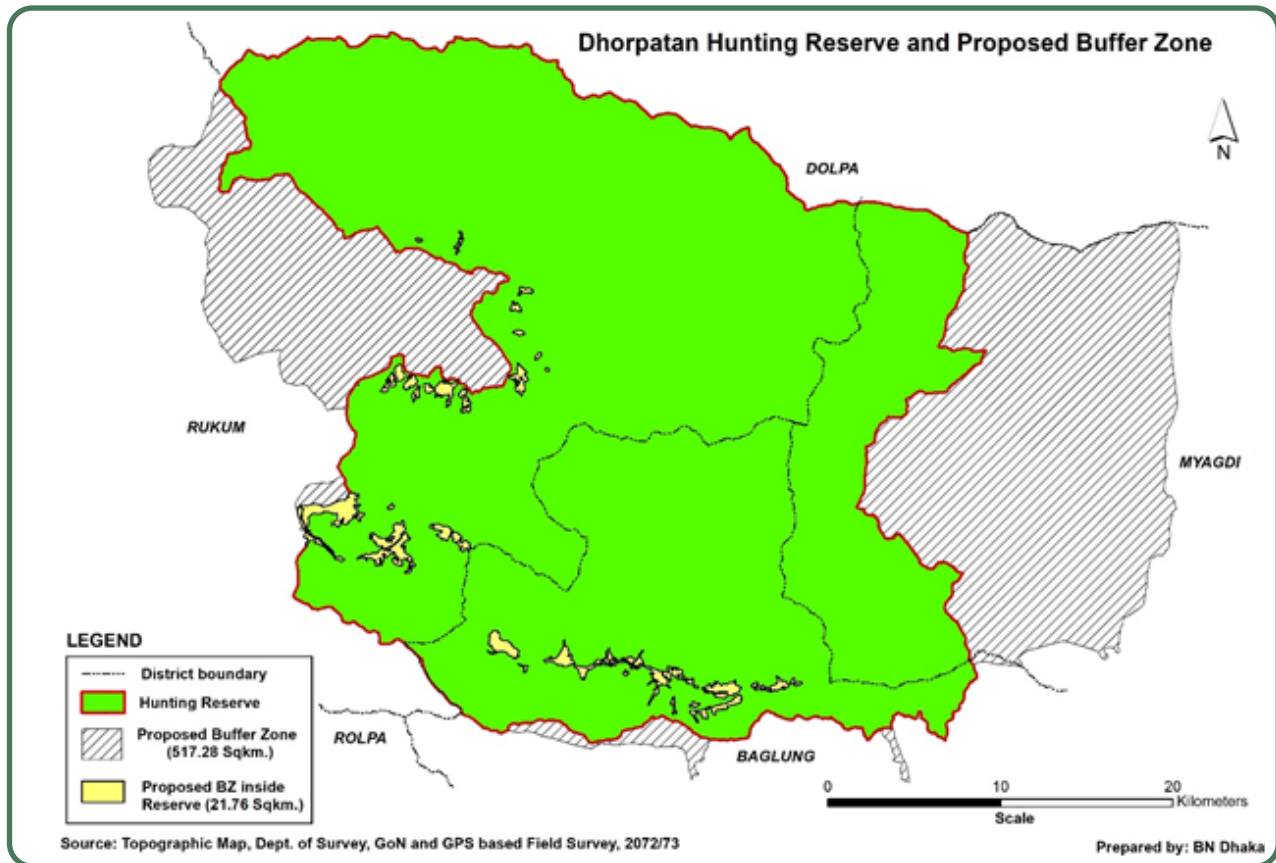 Dhorpatan Hunting Reserve and Proposed Buffer Zone
N
DOLPA
RUKUM
MYAGDI
LEGEND
District boundary
Hunting Reserve
Proposed Buffer Zone
(517.28 Sqkm.)
Proposed BZ inside
Reserve (21.76 Sqkm.)
ROLPA
BAGLUNG
0 10 20
Kilometers
Scale
Source: Topographic Map, Dept. of Survey, GoN and GPS based Field Survey, 2072/73
Prepared by: BN Dhaka